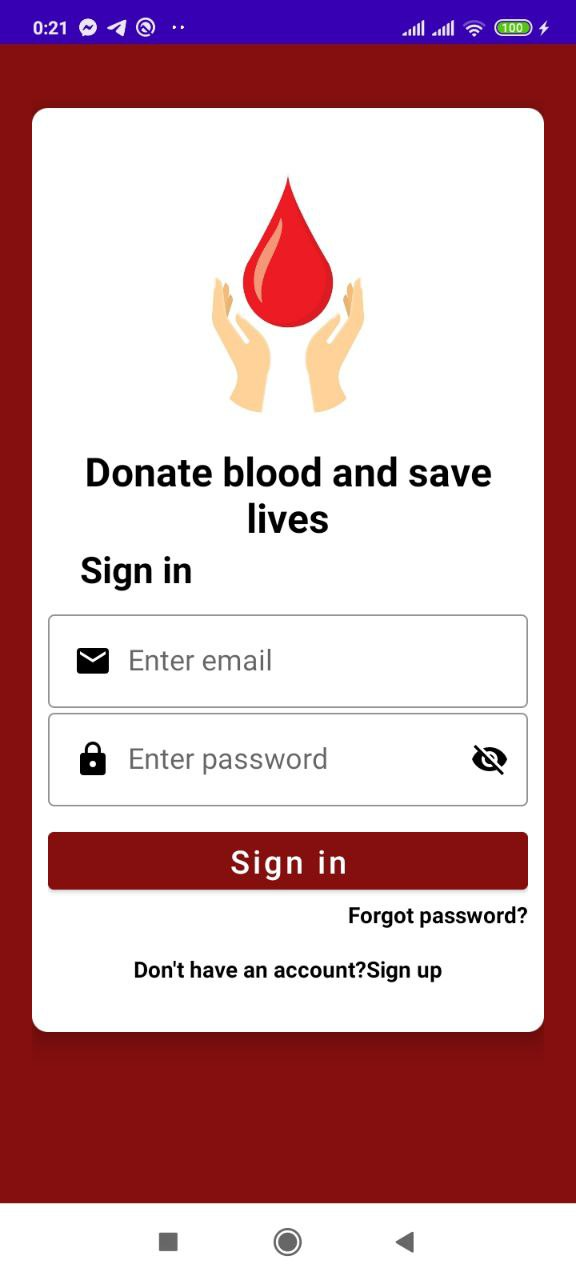 0:21
100
Donate blood and save
lives
Sign in
Enter email
Enter password
Sign in
Forgot password?
Don't have an account?Sign up